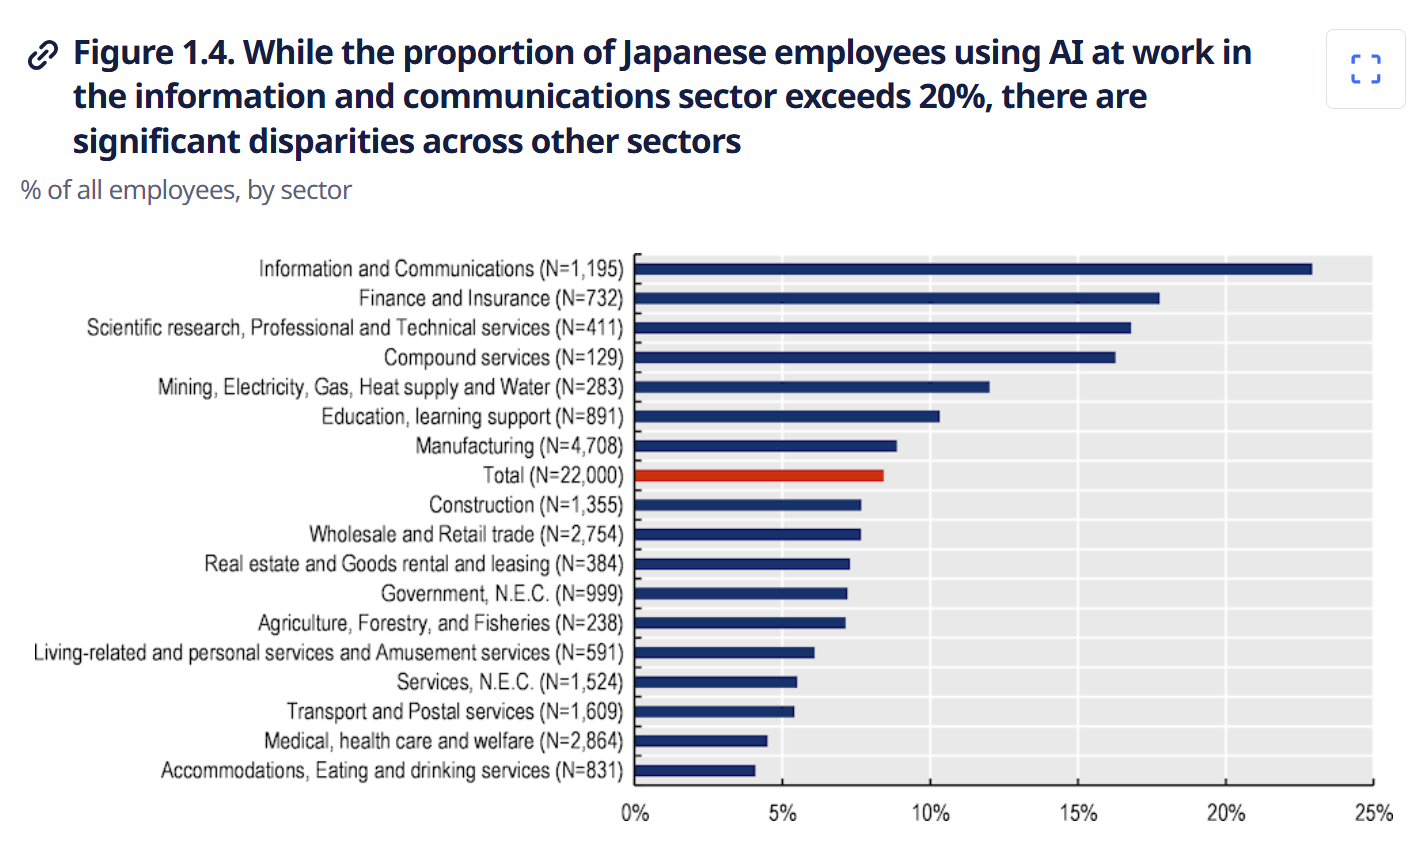 Figure 1.4. While the proportion of Japanese employees using AI at work in
the information and communications sector exceeds 20%, there are
significant disparities across other sectors
% of all employees, by sector
Information and Communications (N=1,195)
Finance and Insurance (N=732)
Scientific research, Professional and Technical services (N=411)
Compound services (N=129)
Mining, Electricity, Gas, Heat supply and Water (N=283)
Education, learning support (N=891)
Manufacturing (N=4,708)
Total (N=22,000)
Construction (N=1,355)
Wholesale and Retail trade (N=2,754)
Real estate and Goods rental and leasing (N=384)
Government, N.E.C. (N=999)
Agriculture, Forestry, and Fisheries (N=238)
Living-related and personal services and Amusement services (N=591)
Services, N.E.C. (N=1,524)
Transport and Postal services (N=1,609)
Medical, health care and welfare (N=2,864)
Accommodations, Eating and drinking services (N=831)
0% 5% 10% 15% 20% 25%